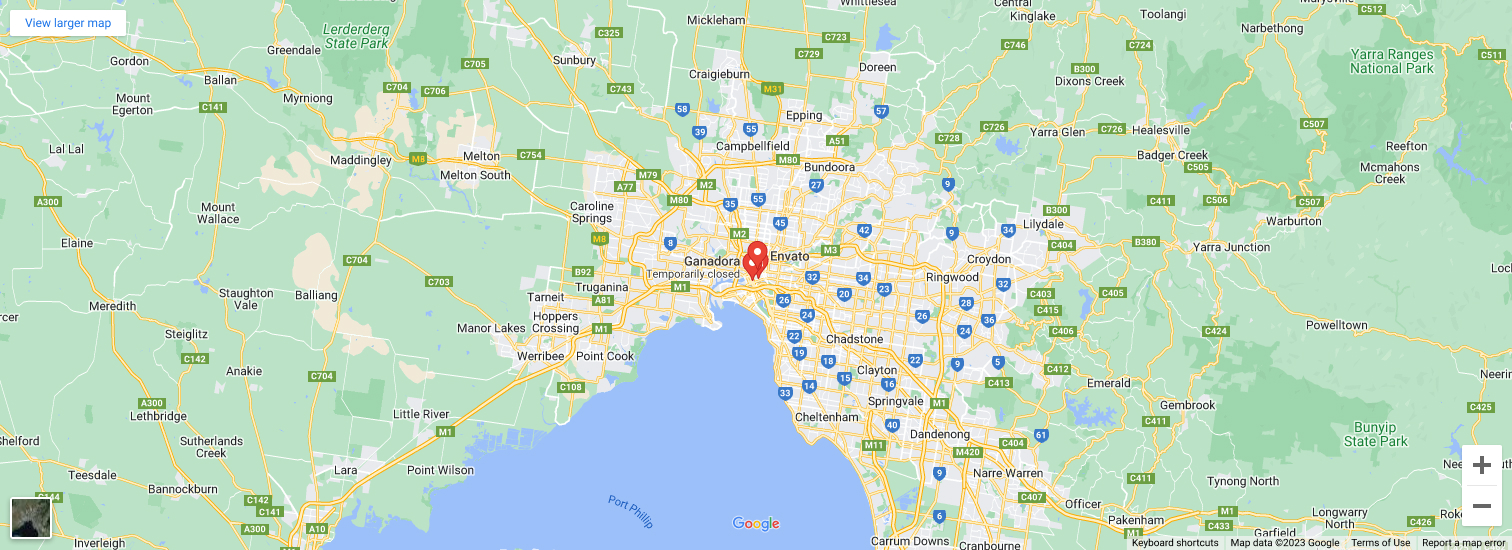 Whittlesea
View larger map
Mickleham
Central
Kinglake
Toolangi
C512
Narbethong
Lerderderg
State Park
Greendale
C325
C723
C729
C746
C724
Yarra Ranges
National Park
C511
Gordon
Sunbury
C705
Doreen
B300
Dixons Creek
Ballan
Craigieburn
C704
C706
C743
M31
Myrniong
Mount
Egerton
C141
58
55
57
Epping
39
C507
C726
Yarra Glen
C726
Healesville
C728
A51
Lal Lal
Maddingley
M8
Melton
Melton South
C754
Campbellfield
M80
Bundoora
Badger Creek
C505
Reefton
Mcmahons
Creek
M79
A77
M2
27
9
A300
M80
35
55
C411
C506
C507
Mount
Wallace
Caroline
Springs
45
B300
Lilydale
Warburton
Elaine
M8
8
M2
42
9
34
C404
B380
Yarra Junction
M3
C704
Ganadora
Temporarily closed
Envato
Croydon
B92
Truganina
M1
32
34
Ringwood
32
C703
Staughton
Vale
Balliang
Tarneit
A81
26
20
23
28
C403
C405
C415
Meredith
Hoppers
Crossing
Manor Lakes
M1
24
26
36
24
C406
C424
Powelltown
Steiglitz
22
Chadstone
C142
Werribee
Point Cook
19
18
22
9
5
C412
Anakie
C704
Clayton
15
16
C413
Emerald
C108
33
14
A300
Springvale
M1
Gembrook
C425
Lethbridge
Little River
Cheltenham
40
C411
M1
Dandenong
61
C404
Bunyip
State Park
Sutherlands
Creek
M11
M420
Lara
Point Wilson
9
Narre Warren
Teesdale
C411
Tynong North
Bannockburn
C144
C142
C141
C407
Officer
Port Phillip
6
Pakenham
M1
C433
Longwarry
North
C426
A300
A10
Google
M1
Inverleigh
Carrum Downs
Cranbourne
Keyboard shortcuts
Map data ©2023 Google
Terms of Use
Report a map error